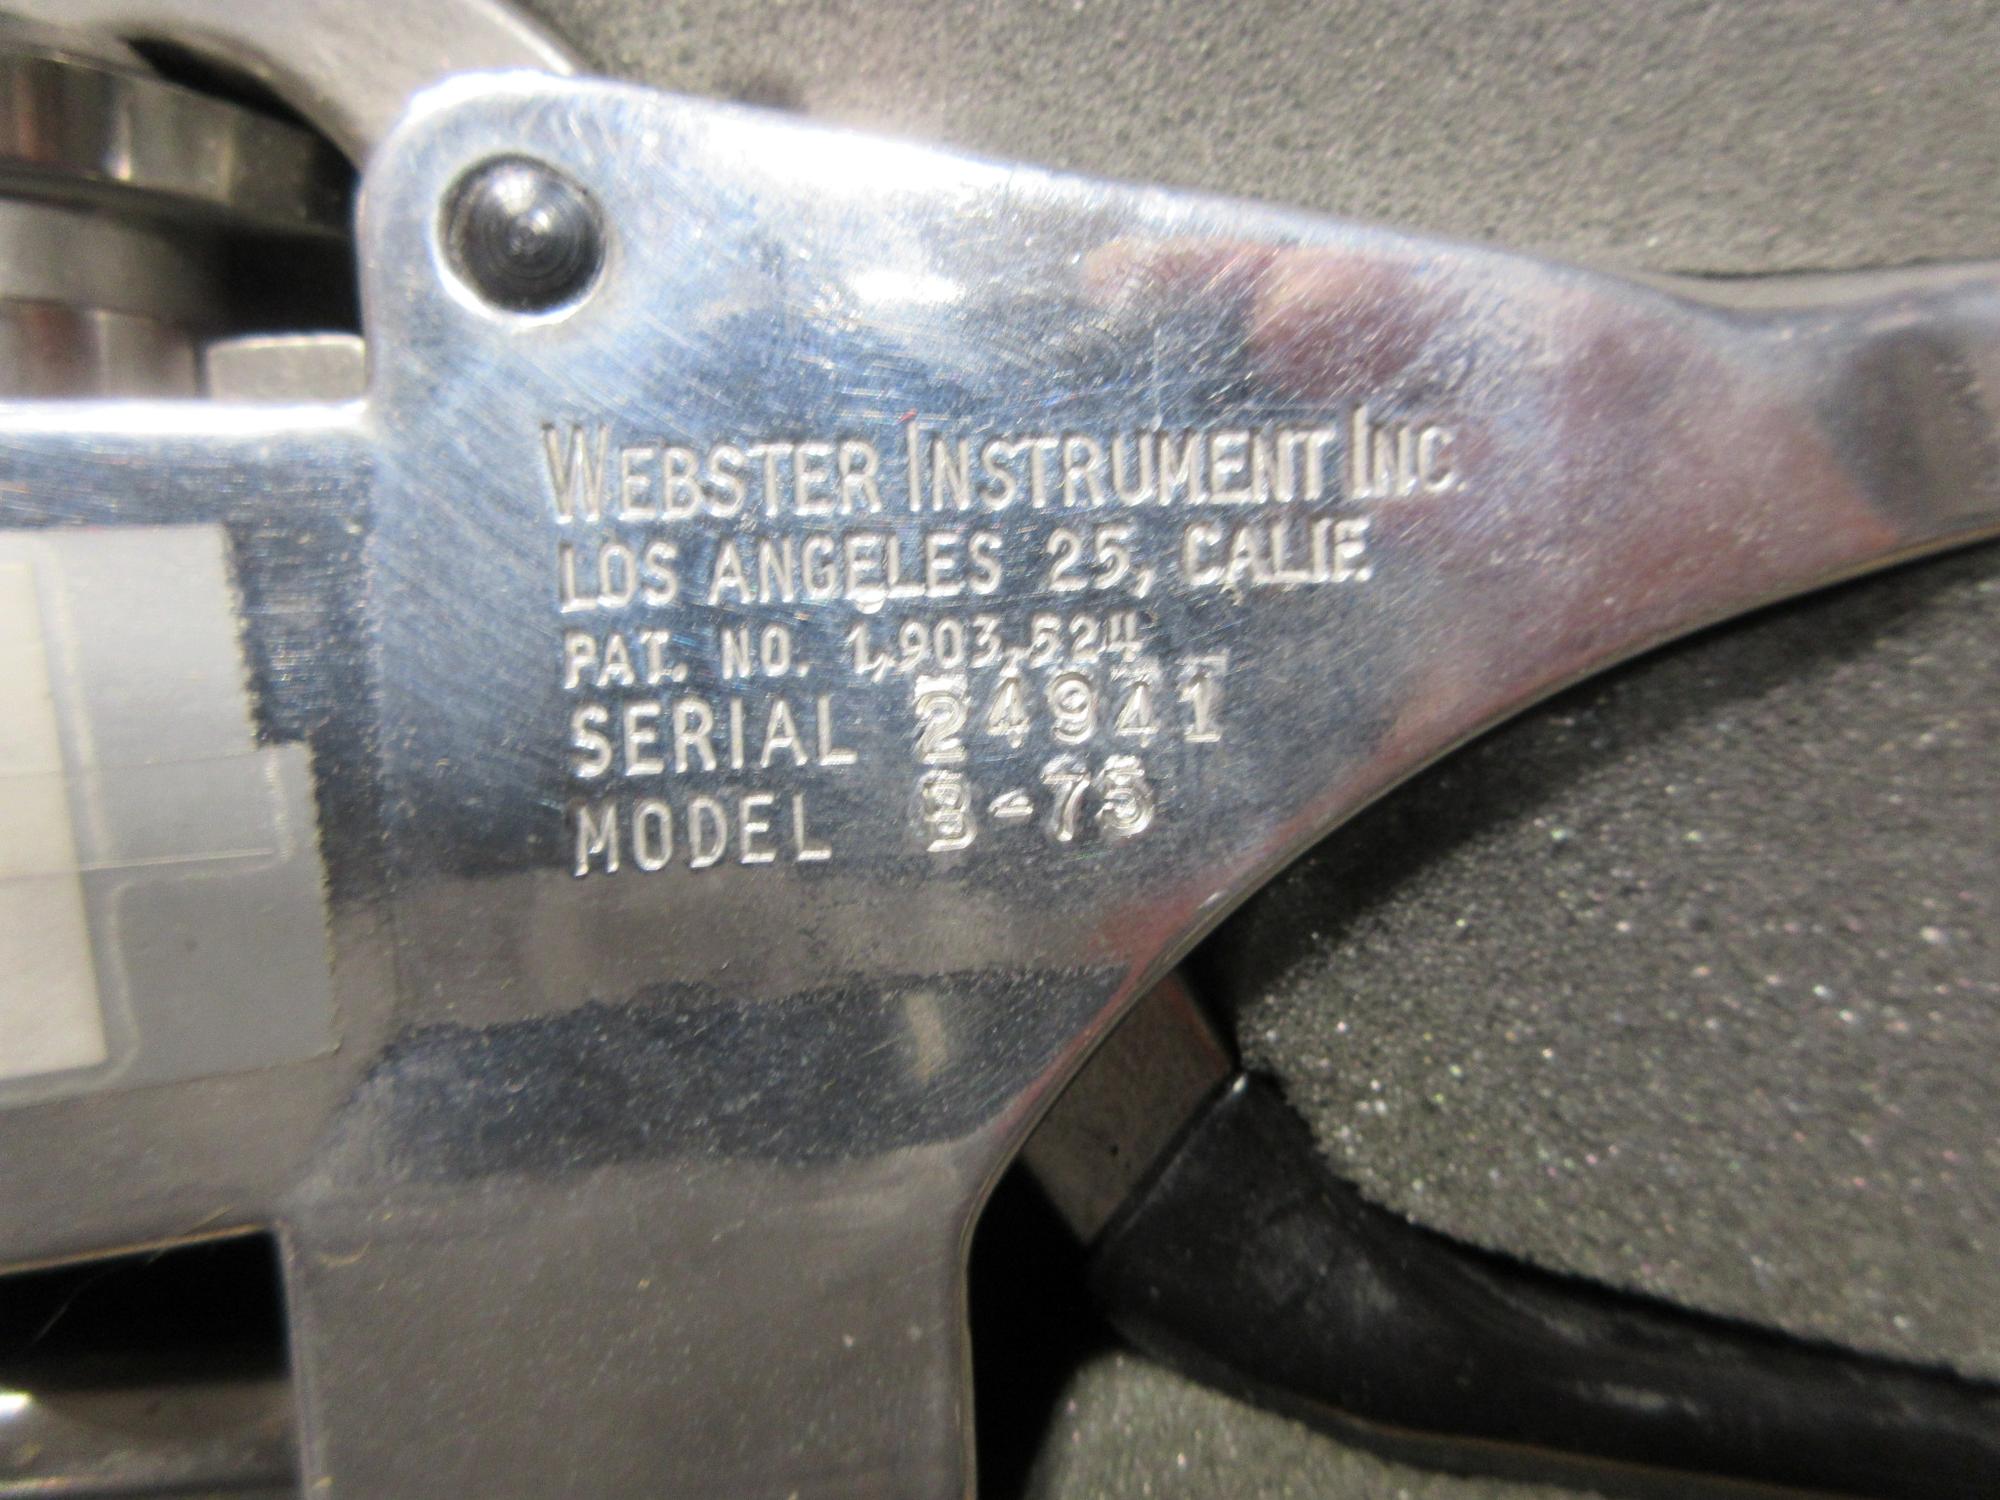 WEBSTER INSTRUMENT INC.
LOS ANGELES 25, CALIF.
PAT. NO. 1,903,524
SERIAL 24941
MODEL B-75